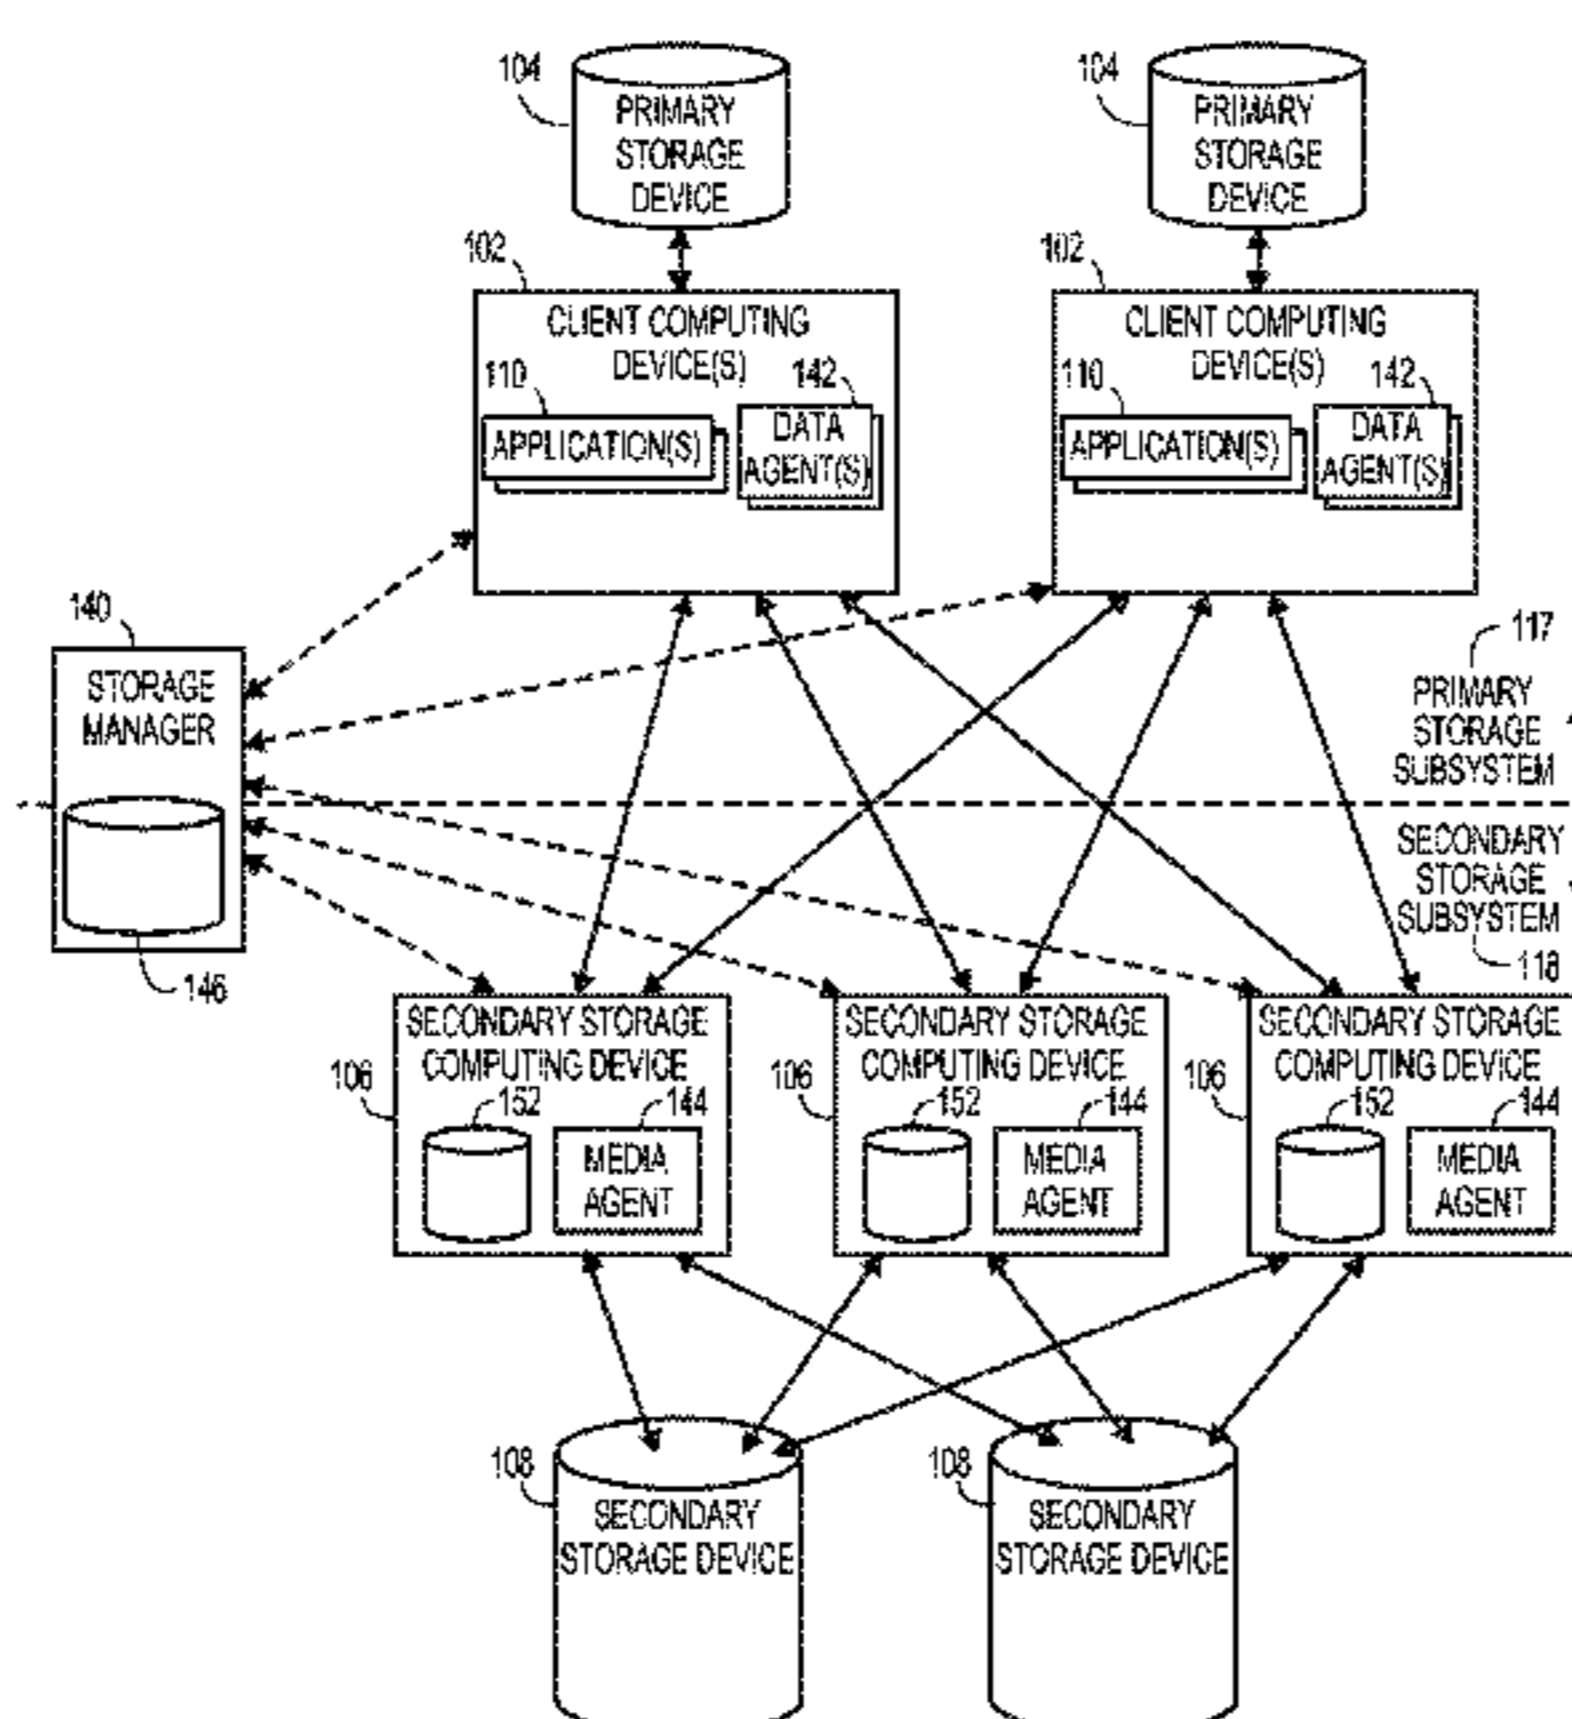 104
PRIMARY
STORAGE
DEVICE
104
PRIMARY
STORAGE
DEVICE
102
CLIENT COMPUTING
DEVICE(S)
110
142
APPLICATION(S)
DATA
AGENT(S)
102
CLIENT COMPUTING
DEVICE(S)
110
142
APPLICATION(S)
DATA
AGENT(S)
140
STORAGE
MANAGER
146
117
PRIMARY
STORAGE
SUBSYSTEM
SECONDARY
STORAGE
SUBSYSTEM
118
SECONDARY STORAGE
COMPUTING DEVICE
106
152
144
MEDIA
AGENT
SECONDARY STORAGE
COMPUTING DEVICE
106
152
144
MEDIA
AGENT
SECONDARY STORAGE
COMPUTING DEVICE
106
152
144
MEDIA
AGENT
108
SECONDARY
STORAGE DEVICE
108
SECONDARY
STORAGE DEVICE